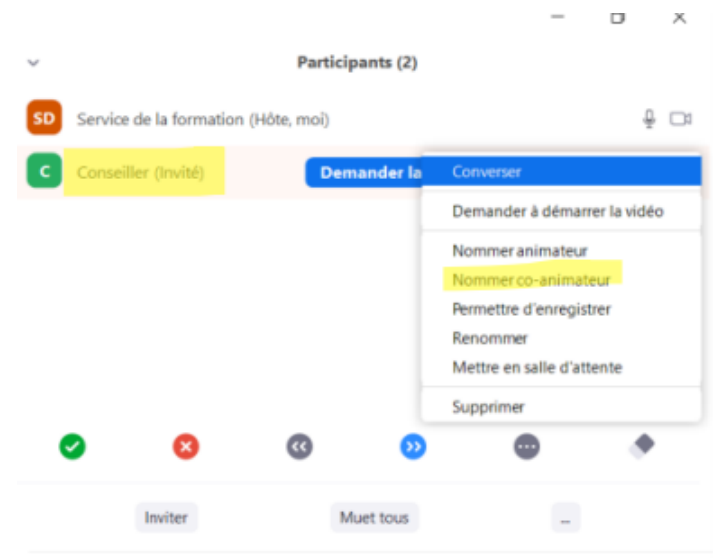 Participants (2)
SD Service de la formation (Hôte, moi)
C Conseiller (Invité) Demander la
Converser
Demander à démarrer la vidéo
Nommer animateur
Nommer co-animateur
Permettre d'enregistrer
Renommer
Mettre en salle d'attente
Supprimer
Inviter Muet tous ...